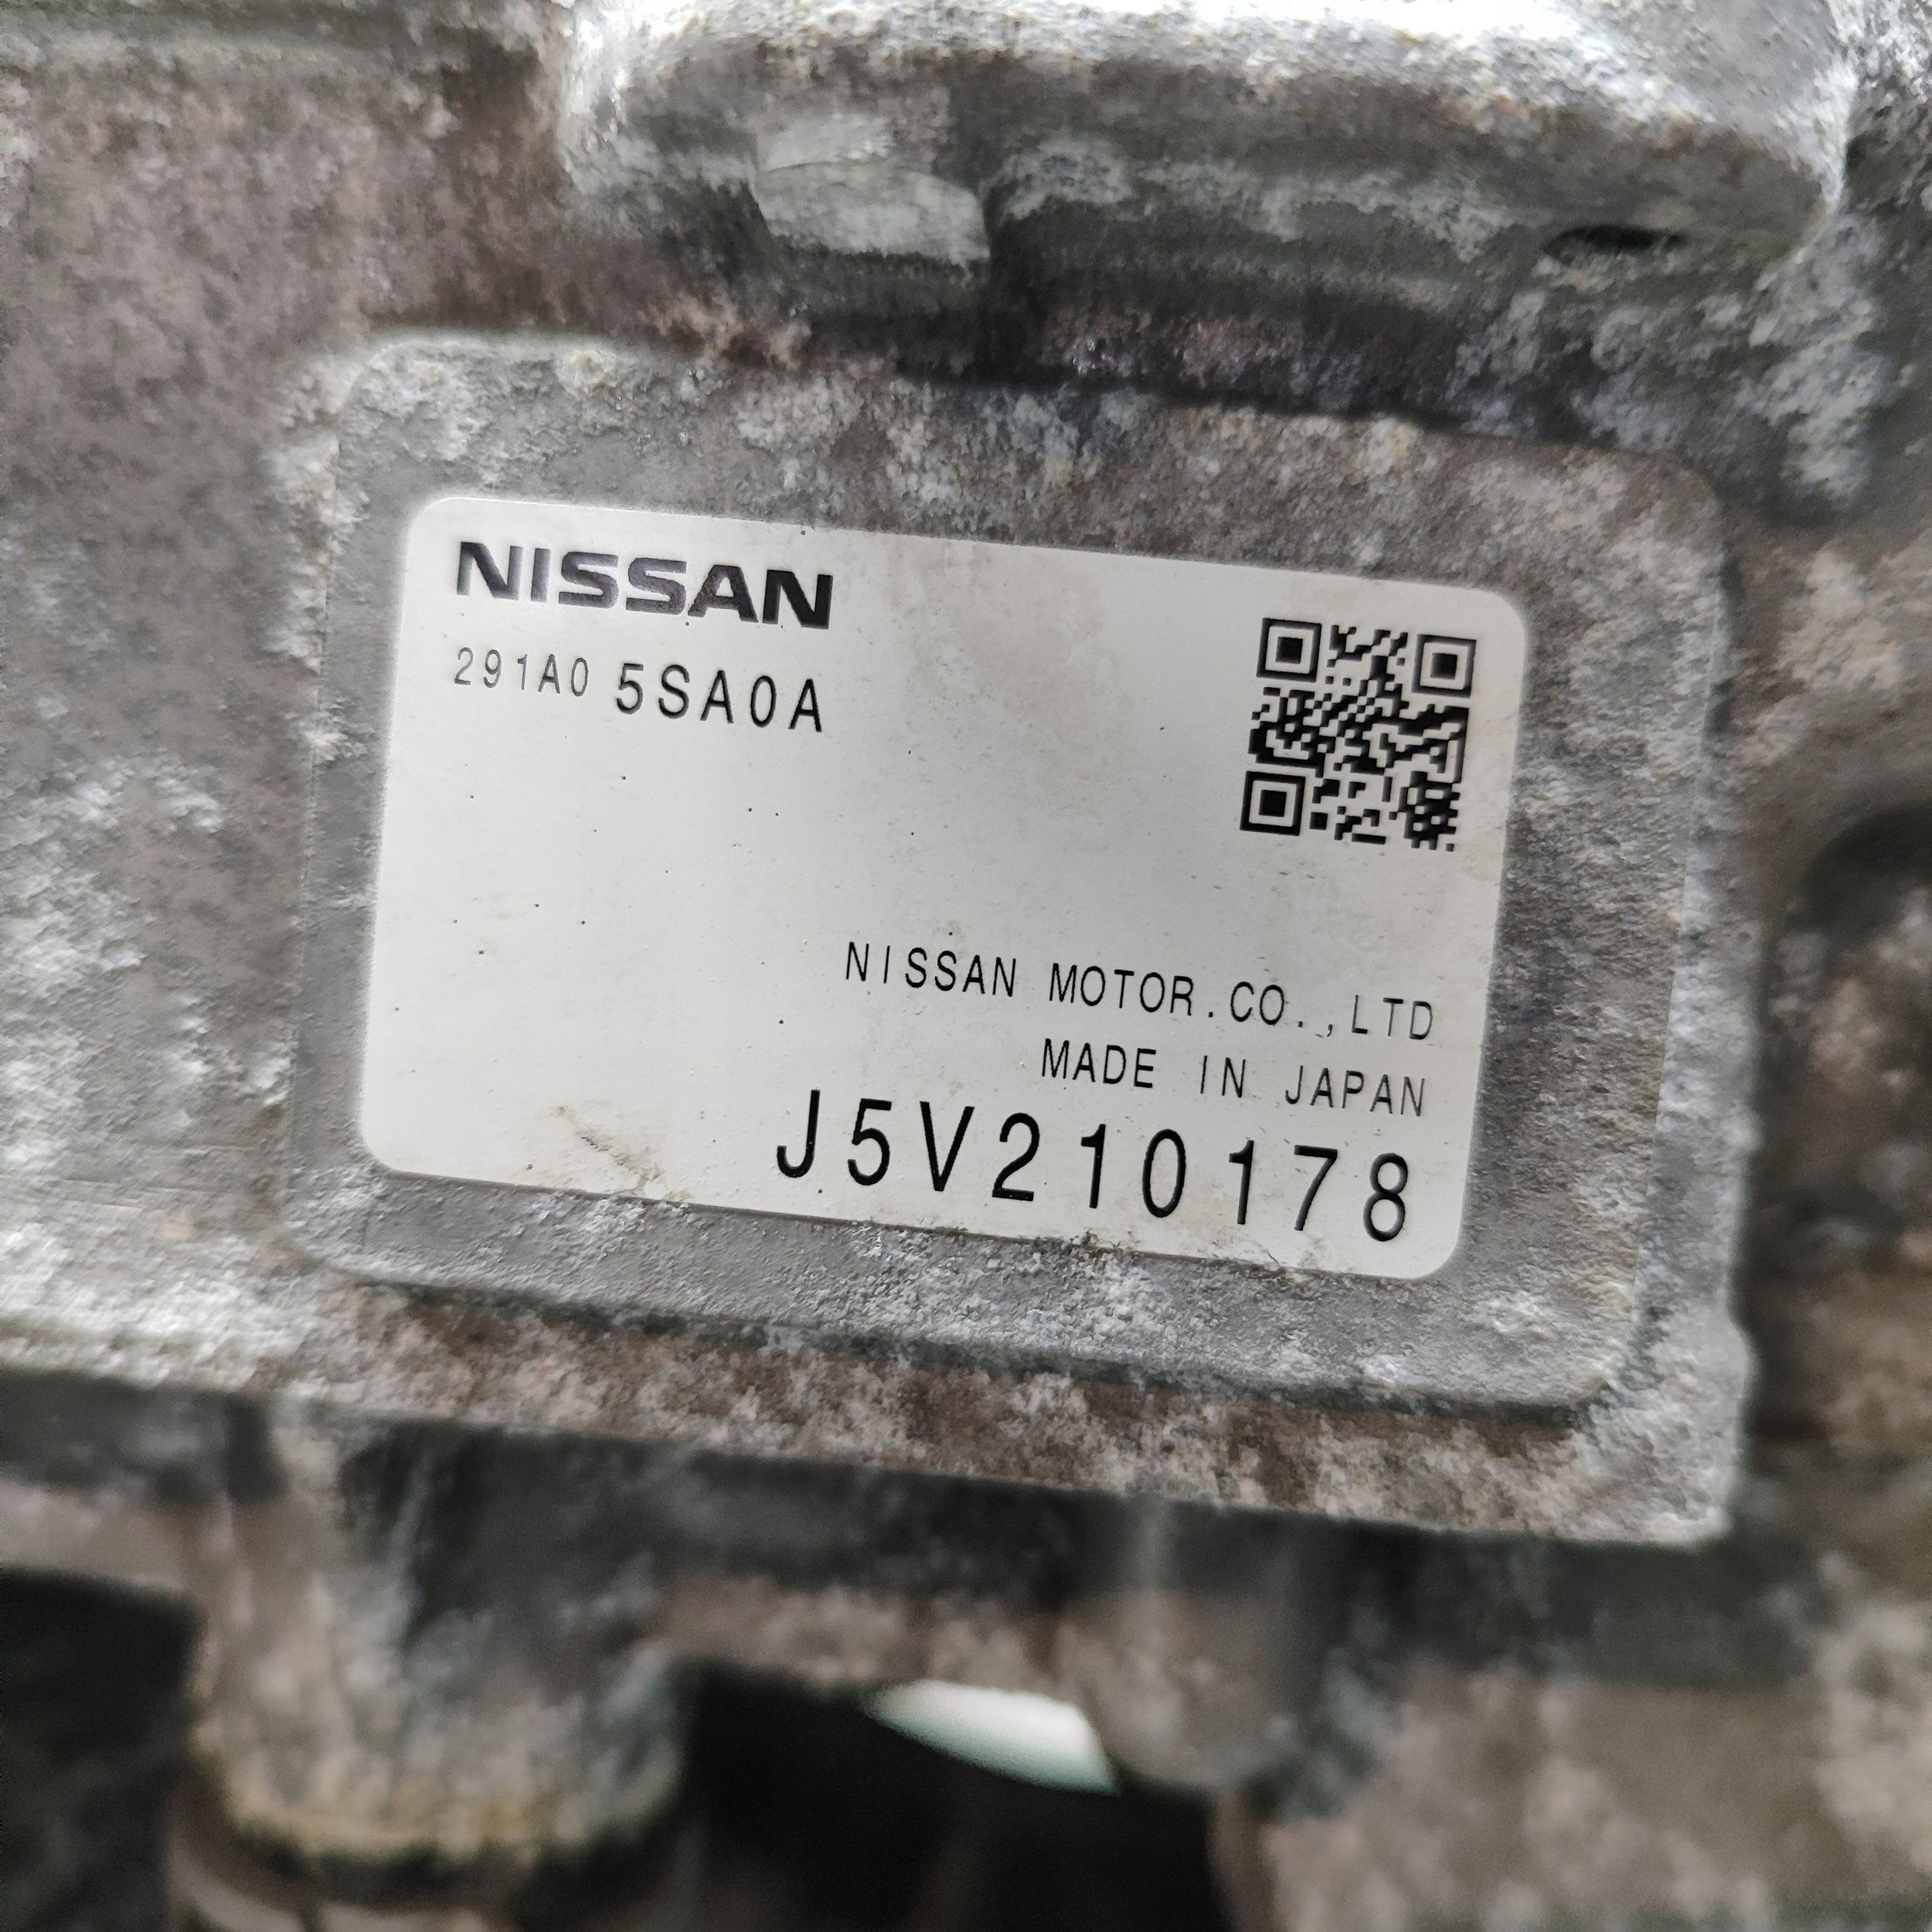 NISSAN
291A0 5SA0A
NISSAN MOTOR.CO.,LTD
MADE IN JAPAN
J5V210178